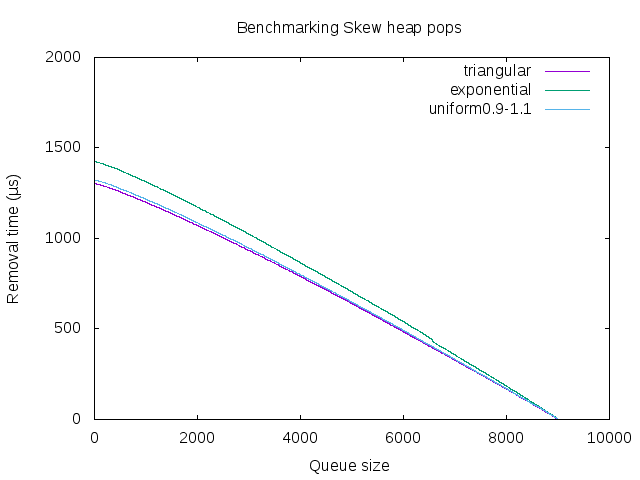 Benchmarking Skew heap pops
2000
1500
1000
500
0
0 2000 4000 6000 8000 10000
Removal time (µs)
Queue size
triangular
exponential
uniform0.9-1.1